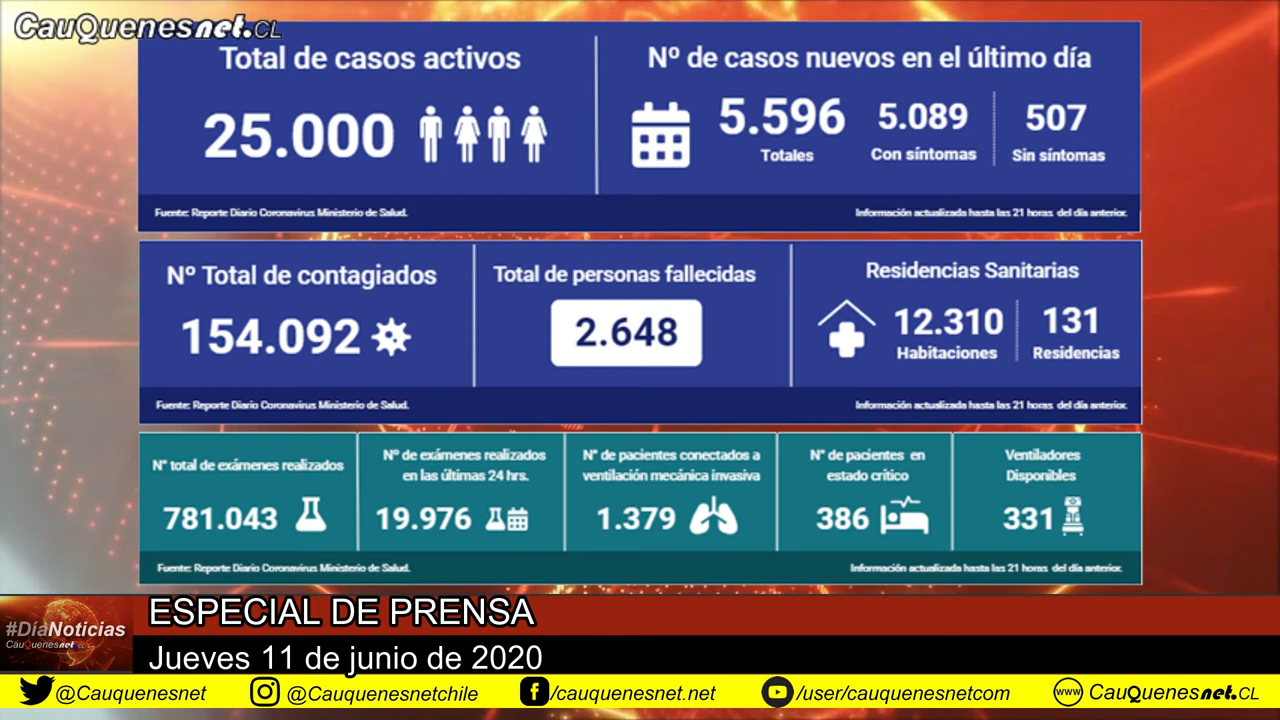 CauQuenesnet.CL
Total de casos activos
25.000
Nº de casos nuevos en el último día
5.596
Totales
5.089
Con síntomas
507
Sin síntomas
Fuente: Reporte Diario Coronavirus Ministerio de Salud.
Información actualizada hasta las 21 horas del día anterior.
Nº Total de contagiados
154.092
Total de personas fallecidas
2.648
Residencias Sanitarias
12.310
Habitaciones
131
Residencias
Fuente: Reporte Diario Coronavirus Ministerio de Salud.
Información actualizada hasta las 21 horas del día anterior.
N° total de exámenes realizados
781.043
Nº de exámenes realizados
en las últimas 24 hrs.
19.976
N° de pacientes conectados a
ventilación mecánica invasiva
1.379
N° de pacientes en
estado crítico
386
Ventiladores
Disponibles
331
Fuente: Reporte Diario Coronavirus Ministerio de Salud.
Información actualizada hasta las 21 horas del día anterior.
#DíaNoticias
CauQuenesnet.cl
ESPECIAL DE PRENSA
Jueves 11 de junio de 2020
@Cauquenesnet
@Cauquenesnetchile
/cauquenesnet.net
/user/cauquenesnetcom
www
CauQuenesnet.CL